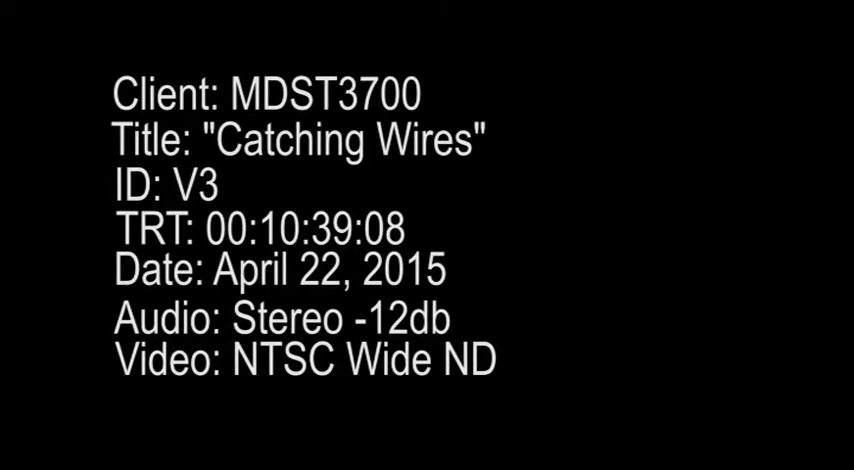 Client: MDST3700
Title: "Catching Wires"
ID: V3
TRT: 00:10:39:08
Date: April 22, 2015
Audio: Stereo -12db
Video: NTSC Wide ND